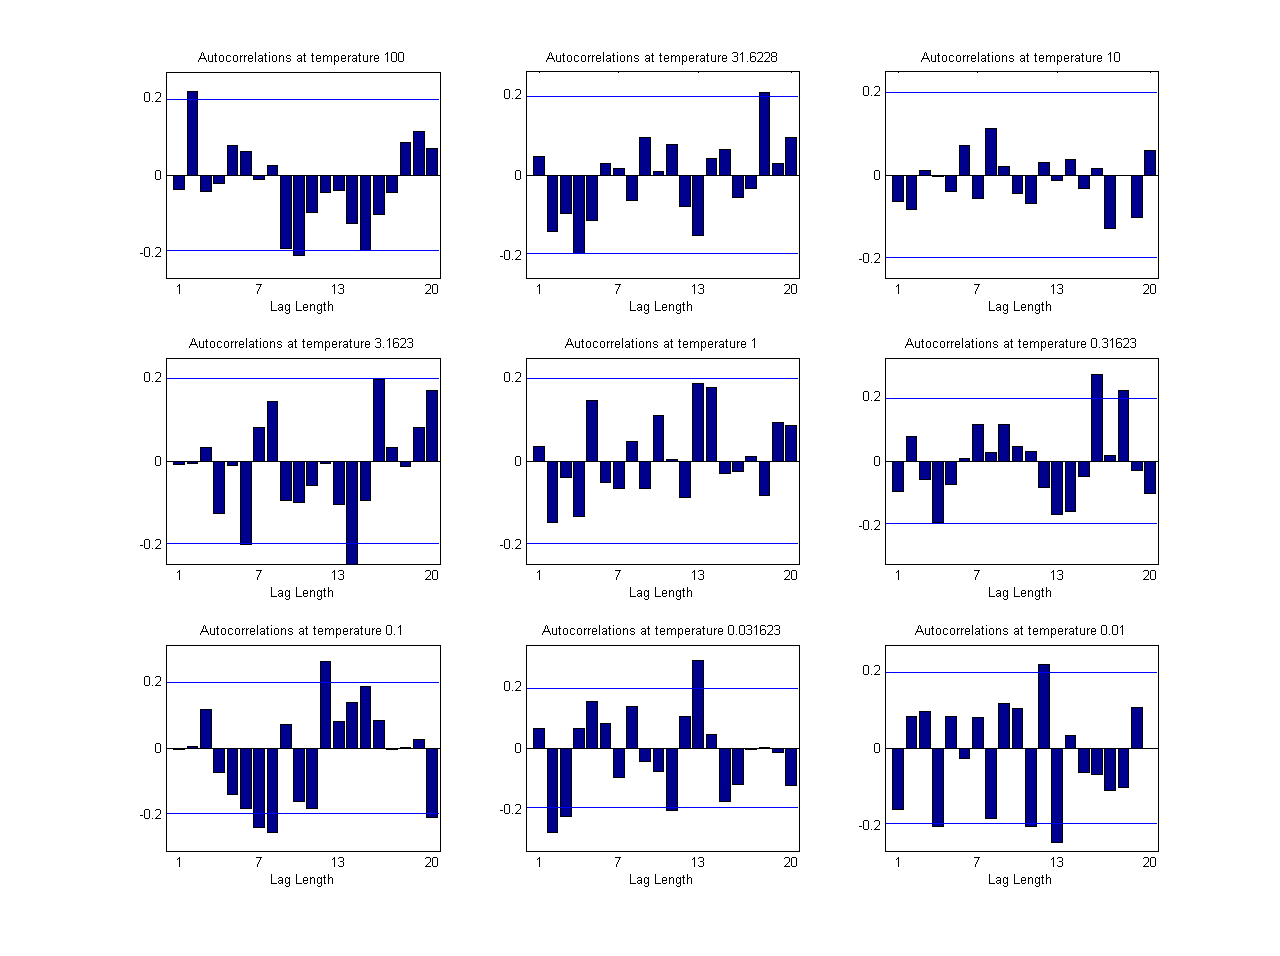 Autocorrelations at temperature 100
0.2
0
-0.2
1 7 13 20
Lag Length
Autocorrelations at temperature 31.6228
0.2
0
-0.2
1 7 13 20
Lag Length
Autocorrelations at temperature 10
0.2
0
-0.2
1 7 13 20
Lag Length
Autocorrelations at temperature 3.1623
0.2
0
-0.2
1 7 13 20
Lag Length
Autocorrelations at temperature 1
0.2
0
-0.2
1 7 13 20
Lag Length
Autocorrelations at temperature 0.31623
0.2
0
-0.2
1 7 13 20
Lag Length
Autocorrelations at temperature 0.1
0.2
0
-0.2
1 7 13 20
Lag Length
Autocorrelations at temperature 0.031623
0.2
0
-0.2
1 7 13 20
Lag Length
Autocorrelations at temperature 0.01
0.2
0
-0.2
1 7 13 20
Lag Length